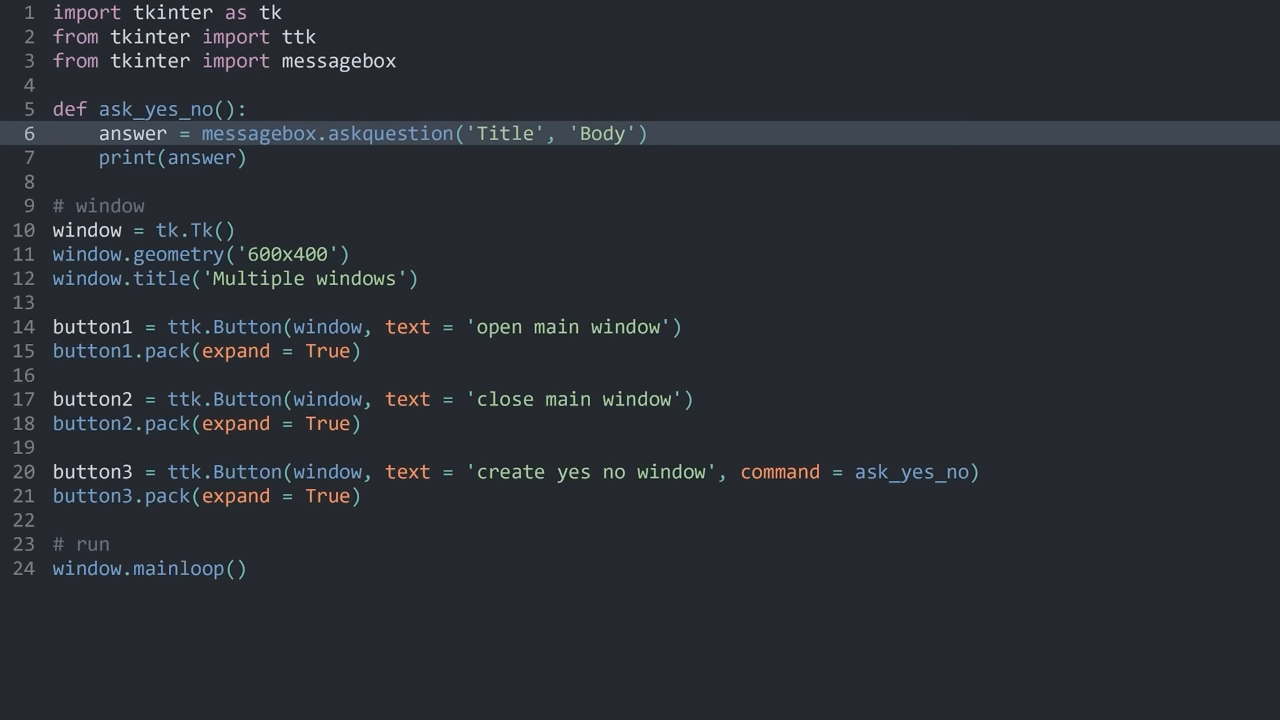 1 import tkinter as tk
2 from tkinter import ttk
3 from tkinter import messagebox
4
5 def ask_yes_no():
6     answer = messagebox.askquestion('Title', 'Body')
7     print(answer)
8
9 # window
10 window = tk.Tk()
11 window.geometry('600x400')
12 window.title('Multiple windows')
13
14 button1 = ttk.Button(window, text = 'open main window')
15 button1.pack(expand = True)
16
17 button2 = ttk.Button(window, text = 'close main window')
18 button2.pack(expand = True)
19
20 button3 = ttk.Button(window, text = 'create yes no window', command = ask_yes_no)
21 button3.pack(expand = True)
22
23 # run
24 window.mainloop()